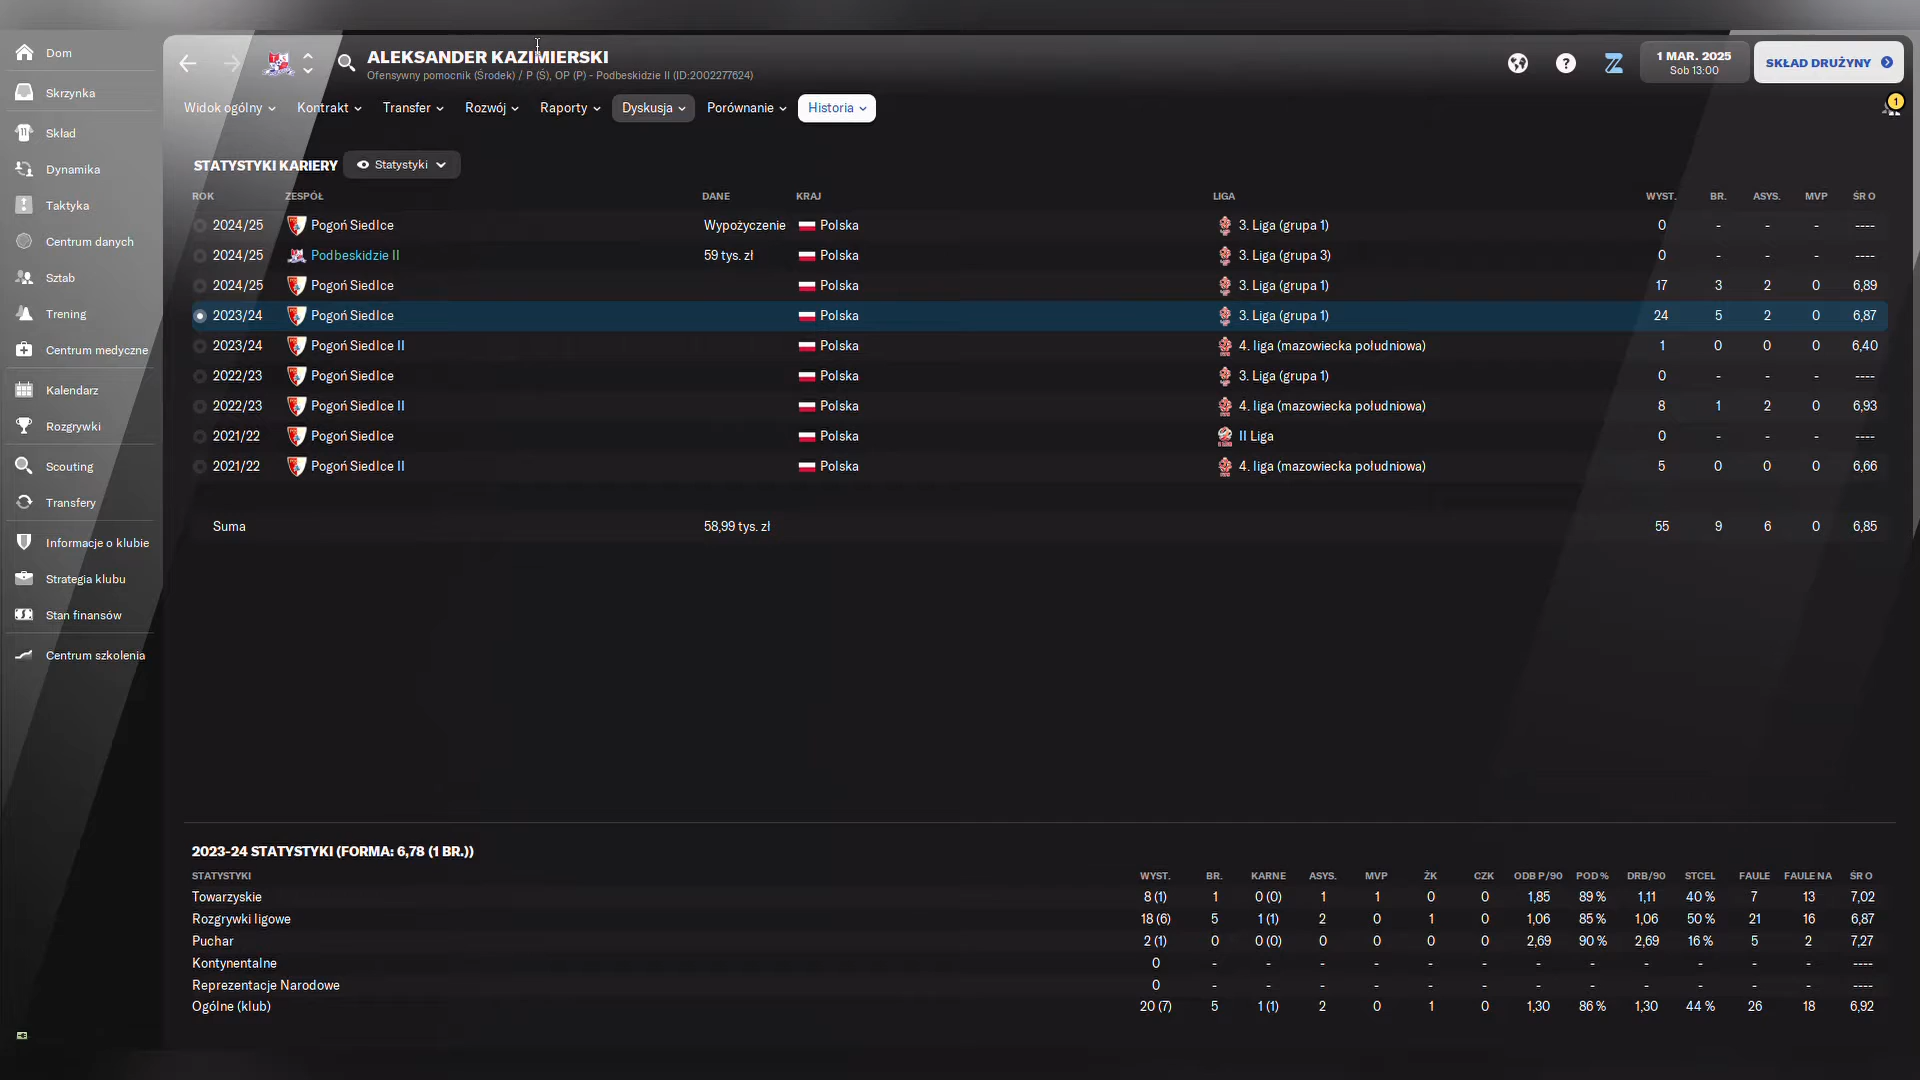 Dom
Skrzynka
Skład
Dynamika
Taktyka
Centrum danych
Sztab
Trening
Centrum medyczne
Kalendarz
Rozgrywki
Scouting
Transfery
Informacje o klubie
Strategia klubu
Stan finansów
Centrum szkolenia
ALEKSANDER KAZIMIERSKI
Ofensywny pomocnik (Środek) / P (Ś), OP (P) - Podbeskidzie II (ID:2002277624)
1 MAR. 2025
Sob 13:00
SKŁAD DRUŻYNY
Widok ogólny Kontrakt Transfer Rozwój Raporty Dyskusja Porównanie Historia
1
STATYSTYKI KARIERY Statystyki
ROK ZESPÓŁ DANE KRAJ LIGA WYST. BR. ASYS. MVP ŚR O
2024/25 Pogoń Siedlce Wypożyczenie Polska 3. Liga (grupa 1) 0 - - - ----
2024/25 Podbeskidzie II 59 tys. zł Polska 3. Liga (grupa 3) 0 - - - ----
2024/25 Pogoń Siedlce Polska 3. Liga (grupa 1) 17 3 2 0 6,89
2023/24 Pogoń Siedlce Polska 3. Liga (grupa 1) 24 5 2 0 6,87
2023/24 Pogoń Siedlce II Polska 4. liga (mazowiecka południowa) 1 0 0 0 6,40
2022/23 Pogoń Siedlce Polska 3. Liga (grupa 1) 0 - - - ----
2022/23 Pogoń Siedlce II Polska 4. liga (mazowiecka południowa) 8 1 2 0 6,93
2021/22 Pogoń Siedlce Polska II Liga 0 - - - ----
2021/22 Pogoń Siedlce II Polska 4. liga (mazowiecka południowa) 5 0 0 0 6,66
Suma 58,99 tys. zł 55 9 6 0 6,85
2023-24 STATYSTYKI (FORMA: 6,78 (1 BR.))
STATYSTYKI WYST. BR. KARNE ASYS. MVP ŻK CZK ODB P/90 POD % DRB/90 STCEL FAULE FAULE NA ŚR O
Towarzyskie 8 (1) 1 0 (0) 1 1 0 0 1,85 89 % 1,11 40 % 7 13 7,02
Rozgrywki ligowe 18 (6) 5 1 (1) 2 0 1 0 1,06 85 % 1,06 50 % 21 16 6,87
Puchar 2 (1) 0 0 (0) 0 0 0 0 2,69 90 % 2,69 16 % 5 2 7,27
Kontynentalne 0 - - - - - - - - - - - - ----
Reprezentacje Narodowe 0 - - - - - - - - - - - - ----
Ogólne (klub) 20 (7) 5 1 (1) 2 0 1 0 1,30 86 % 1,30 44 % 26 18 6,92